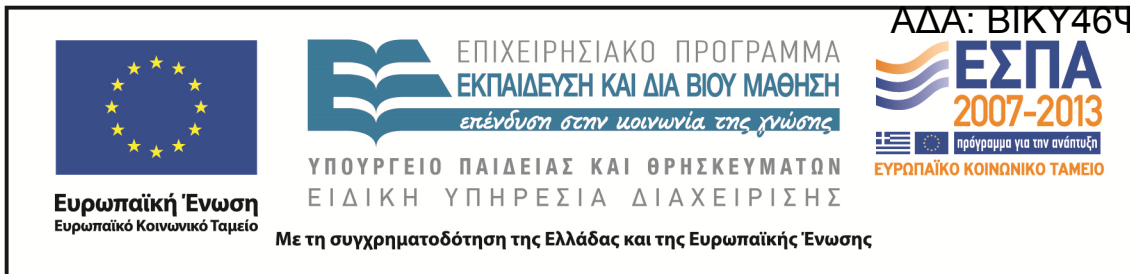 ΑΔΑ: ΒΙΚΥ46Ψ
ΕΠΙΧΕΙΡΗΣΙΑΚΟ ΠΡΟΓΡΑΜΜΑ
ΕΚΠΑΙΔΕΥΣΗ ΚΑΙ ΔΙΑ ΒΙΟΥ ΜΑΘΗΣΗ
επένδυση στην κοινωνία της γνώσης
ΥΠΟΥΡΓΕΙΟ ΠΑΙΔΕΙΑΣ ΚΑΙ ΘΡΗΣΚΕΥΜΑΤΩΝ
ΕΙΔΙΚΗ ΥΠΗΡΕΣΙΑ ΔΙΑΧΕΙΡΙΣΗΣ
ΕΣΠΑ
2007-2013
πρόγραμμα για την ανάπτυξη
ΕΥΡΩΠΑΪΚΟ ΚΟΙΝΩΝΙΚΟ ΤΑΜΕΙΟ
Ευρωπαϊκή Ένωση
Ευρωπαϊκό Κοινωνικό Ταμείο
Με τη συγχρηματοδότηση της Ελλάδας και της Ευρωπαϊκής Ένωσης